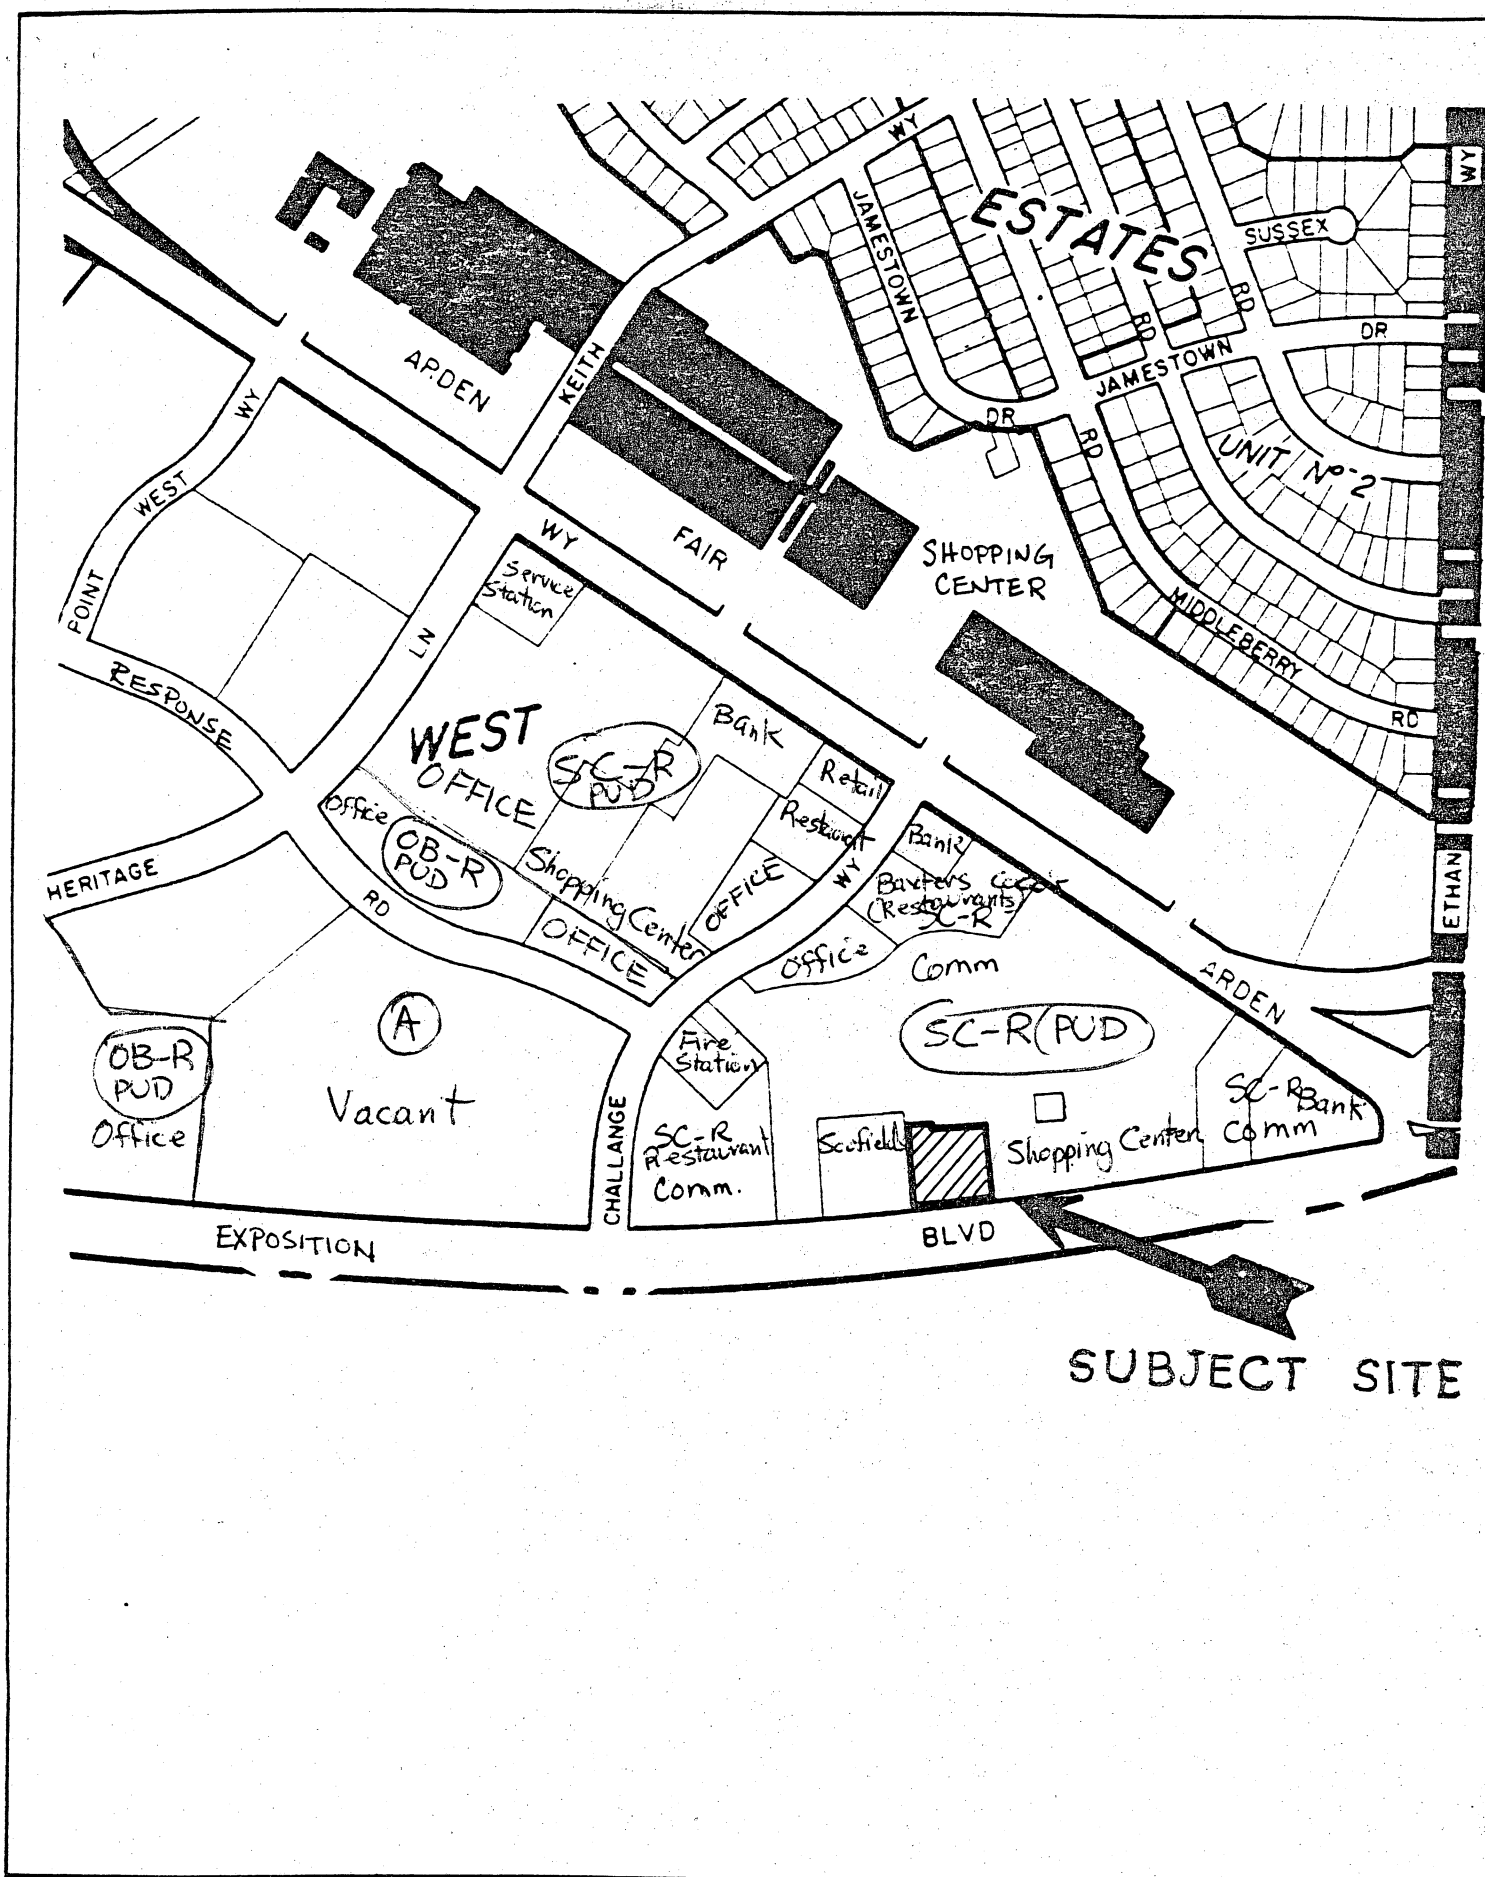 WY
WY
JAMESTOWN
ESTATES
SUSSEX
RD
RD
DR
JAMESTOWN
KEITH
ARDEN
WY
DR
RD
UNIT Nº 2
WEST
WY
FAIR
SHOPPING
CENTER
Service
Station
POINT
MIDDLEBERRY
RD
LN
RESPONSE
WEST
OFFICE
SC-R
PUD
Bank
Retail
Restaurant
Office
OB-R
PUD
Shopping Center
OFFICE
WY
Bank
Baxters
(Restaurants)
SC-R
ETHAN
HERITAGE
RD
OFFICE
Office
Comm
ARDEN
A
Vacant
OB-R
PUD
Office
Fire
Station
SC-R (PUD
CHALLANGE
SC-R
Restaurant
Comm.
Scofields
Shopping Center
SC-R Bank
Comm
EXPOSITION
BLVD
SUBJECT SITE